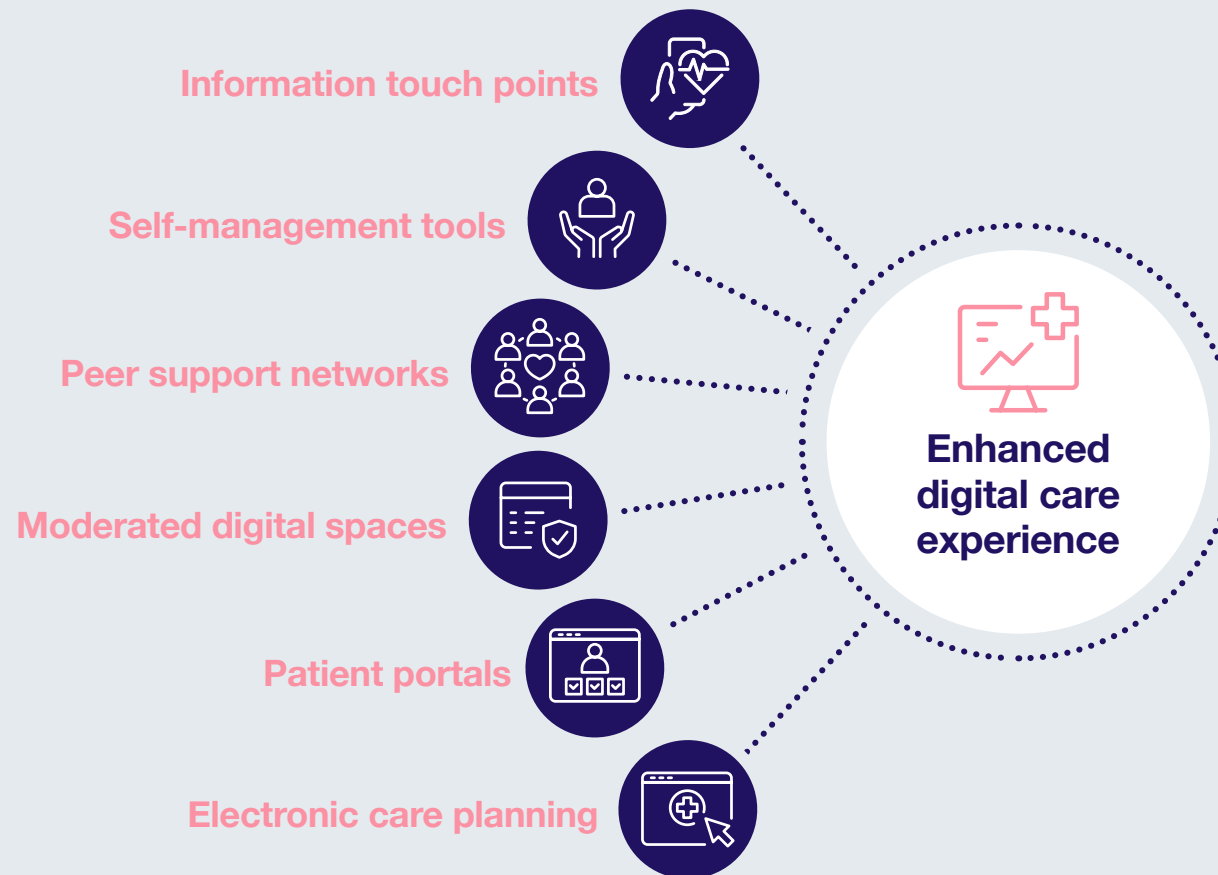 Information touch points
Self-management tools
Peer support networks
Moderated digital spaces
Patient portals
Electronic care planning
Enhanced
digital care
experience